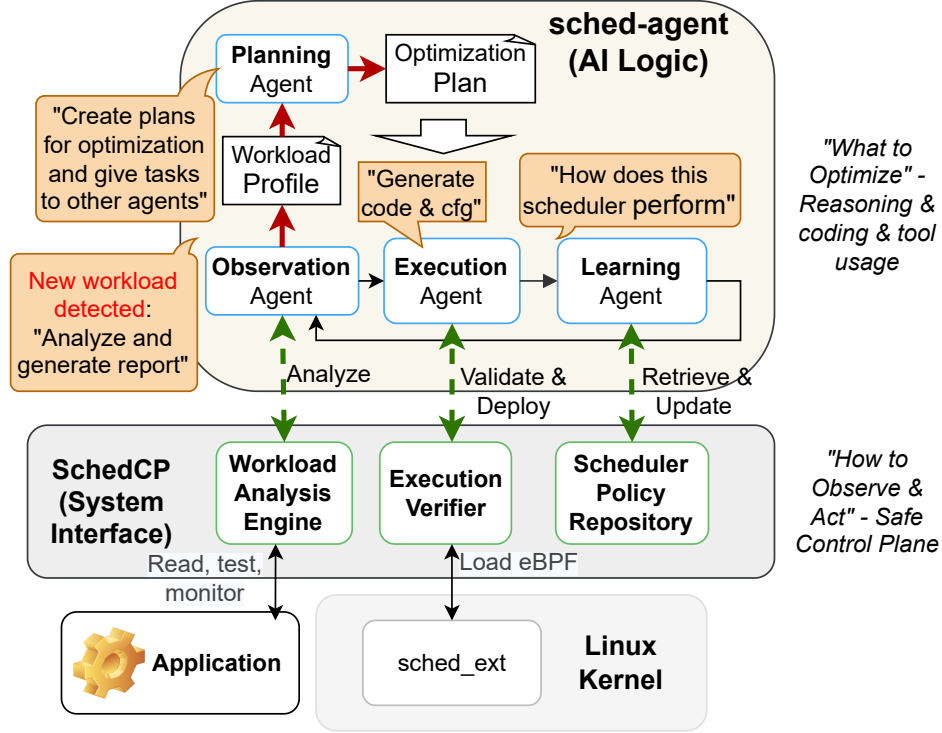 sched-agent
(AI Logic)
Planning
Agent
Optimization
Plan
"Create plans
for optimization
and give tasks
to other agents"
Workload
Profile
"Generate
code & cfg"
"How does this
scheduler perform"
"What to
Optimize" -
Reasoning &
coding & tool
usage
New workload
detected:
"Analyze and
generate report"
Observation
Agent
Execution
Agent
Learning
Agent
Analyze
Validate &
Deploy
Retrieve &
Update
SchedCP
(System
Interface)
Workload
Analysis
Engine
Execution
Verifier
Scheduler
Policy
Repository
"How to
Observe &
Act" - Safe
Control Plane
Read, test,
monitor
Load eBPF
Application
sched_ext
Linux
Kernel